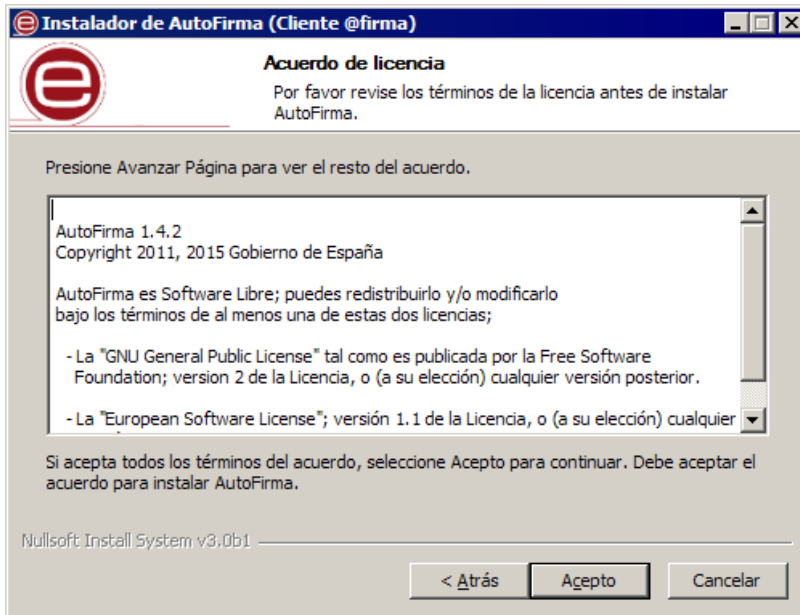 Instalador de AutoFirma (Cliente @firma)
Acuerdo de licencia
Por favor revise los términos de la licencia antes de instalar
AutoFirma.
Presione Avanzar Página para ver el resto del acuerdo.
AutoFirma 1.4.2
Copyright 2011, 2015 Gobierno de España
AutoFirma es Software Libre; puedes redistribuirlo y/o modificarlo
bajo los términos de al menos una de estas dos licencias;
- La "GNU General Public License" tal como es publicada por la Free Software
Foundation; version 2 de la Licencia, o (a su elección) cualquier versión posterior.
- La "European Software License"; versión 1.1 de la Licencia, o (a su elección) cualquier
Si acepta todos los términos del acuerdo, seleccione Acepto para continuar. Debe aceptar el
acuerdo para instalar AutoFirma.
Nullsoft Install System v3.0b1
< Atrás
Acepto
Cancelar